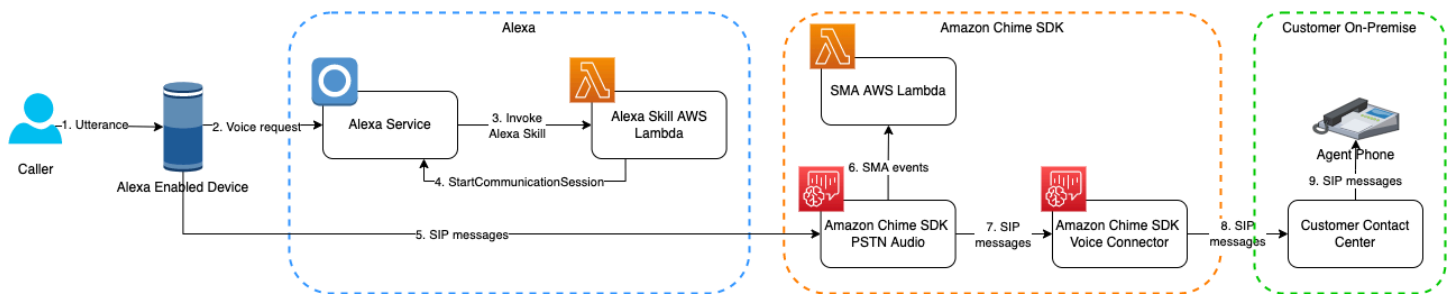 Alexa
Amazon Chime SDK
Customer On-Premise
Caller
1. Utterance
Alexa Enabled Device
2. Voice request
Alexa Service
3. Invoke
Alexa Skill
Alexa Skill AWS
Lambda
4. StartCommunicationSession
5. SIP messages
SMA AWS Lambda
6. SMA events
Amazon Chime SDK
PSTN Audio
7. SIP
messages
Amazon Chime SDK
Voice Connector
8. SIP
messages
Customer Contact
Center
9. SIP messages
Agent Phone